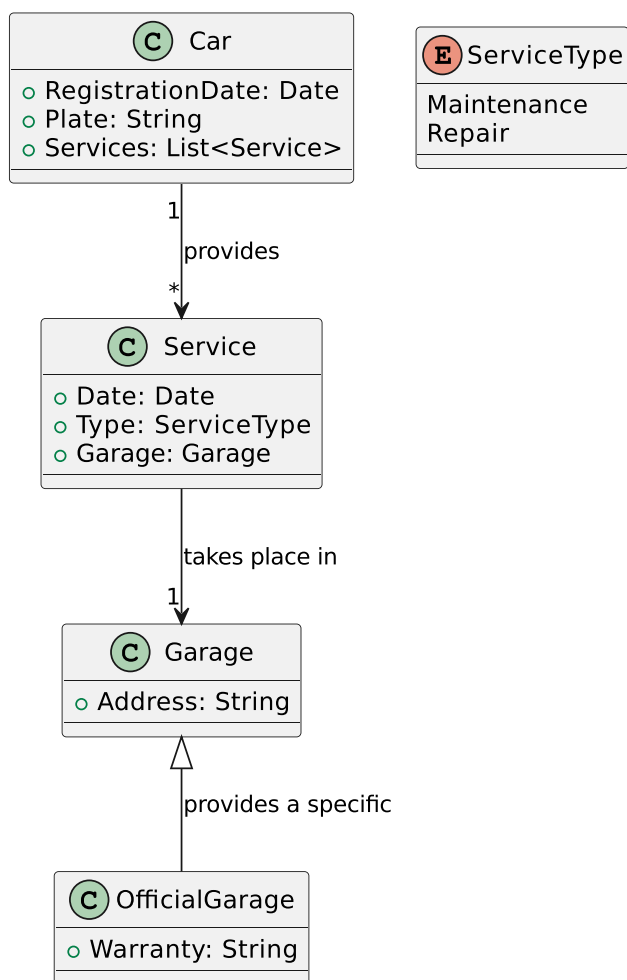 C Car
RegistrationDate: Date
Plate: String
Services: List<Service>
E ServiceType
Maintenance
Repair
1
provides
*
C Service
Date: Date
Type: ServiceType
Garage: Garage
takes place in
1
C Garage
Address: String
provides a specific
C OfficialGarage
Warranty: String